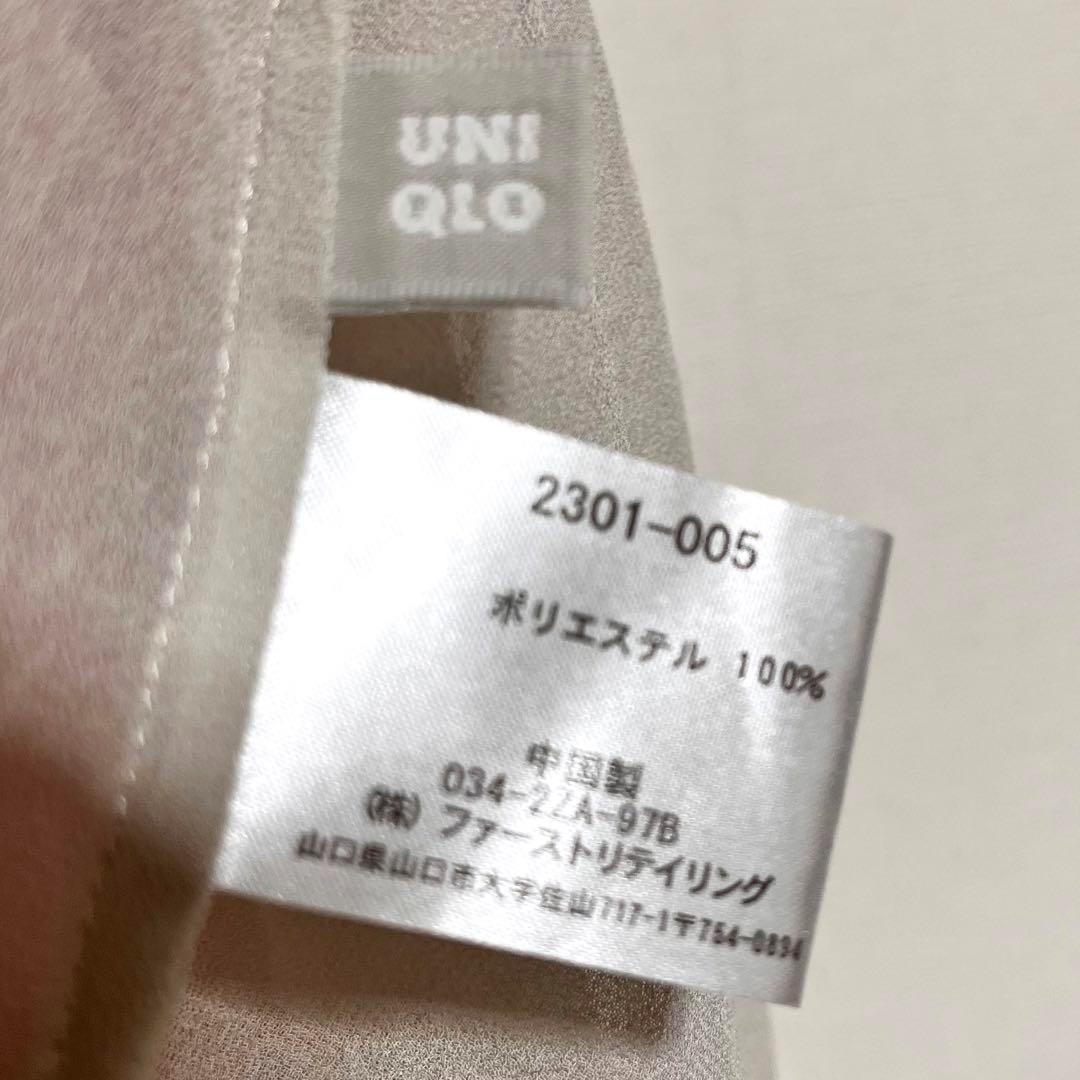 UNI
QLO
2301-005
ポリエステル 100%
中国製
034-22A-97B
(株)ファーストリテイリング
山口県山口市大字佐山717-1〒754-0894